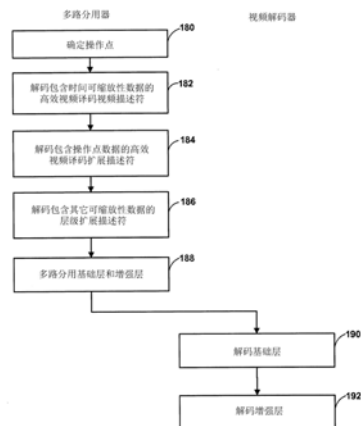 多路分用器
视频解码器
确定操作点
180
解码包含时间可缩放性数据的
高效视频译码视频描述符
182
解码包含操作点数据的高效
视频译码扩展描述符
184
解码包含其它可缩放性数据的
层级扩展描述符
186
多路分用基础层和增强层
188
解码基础层
190
解码增强层
192